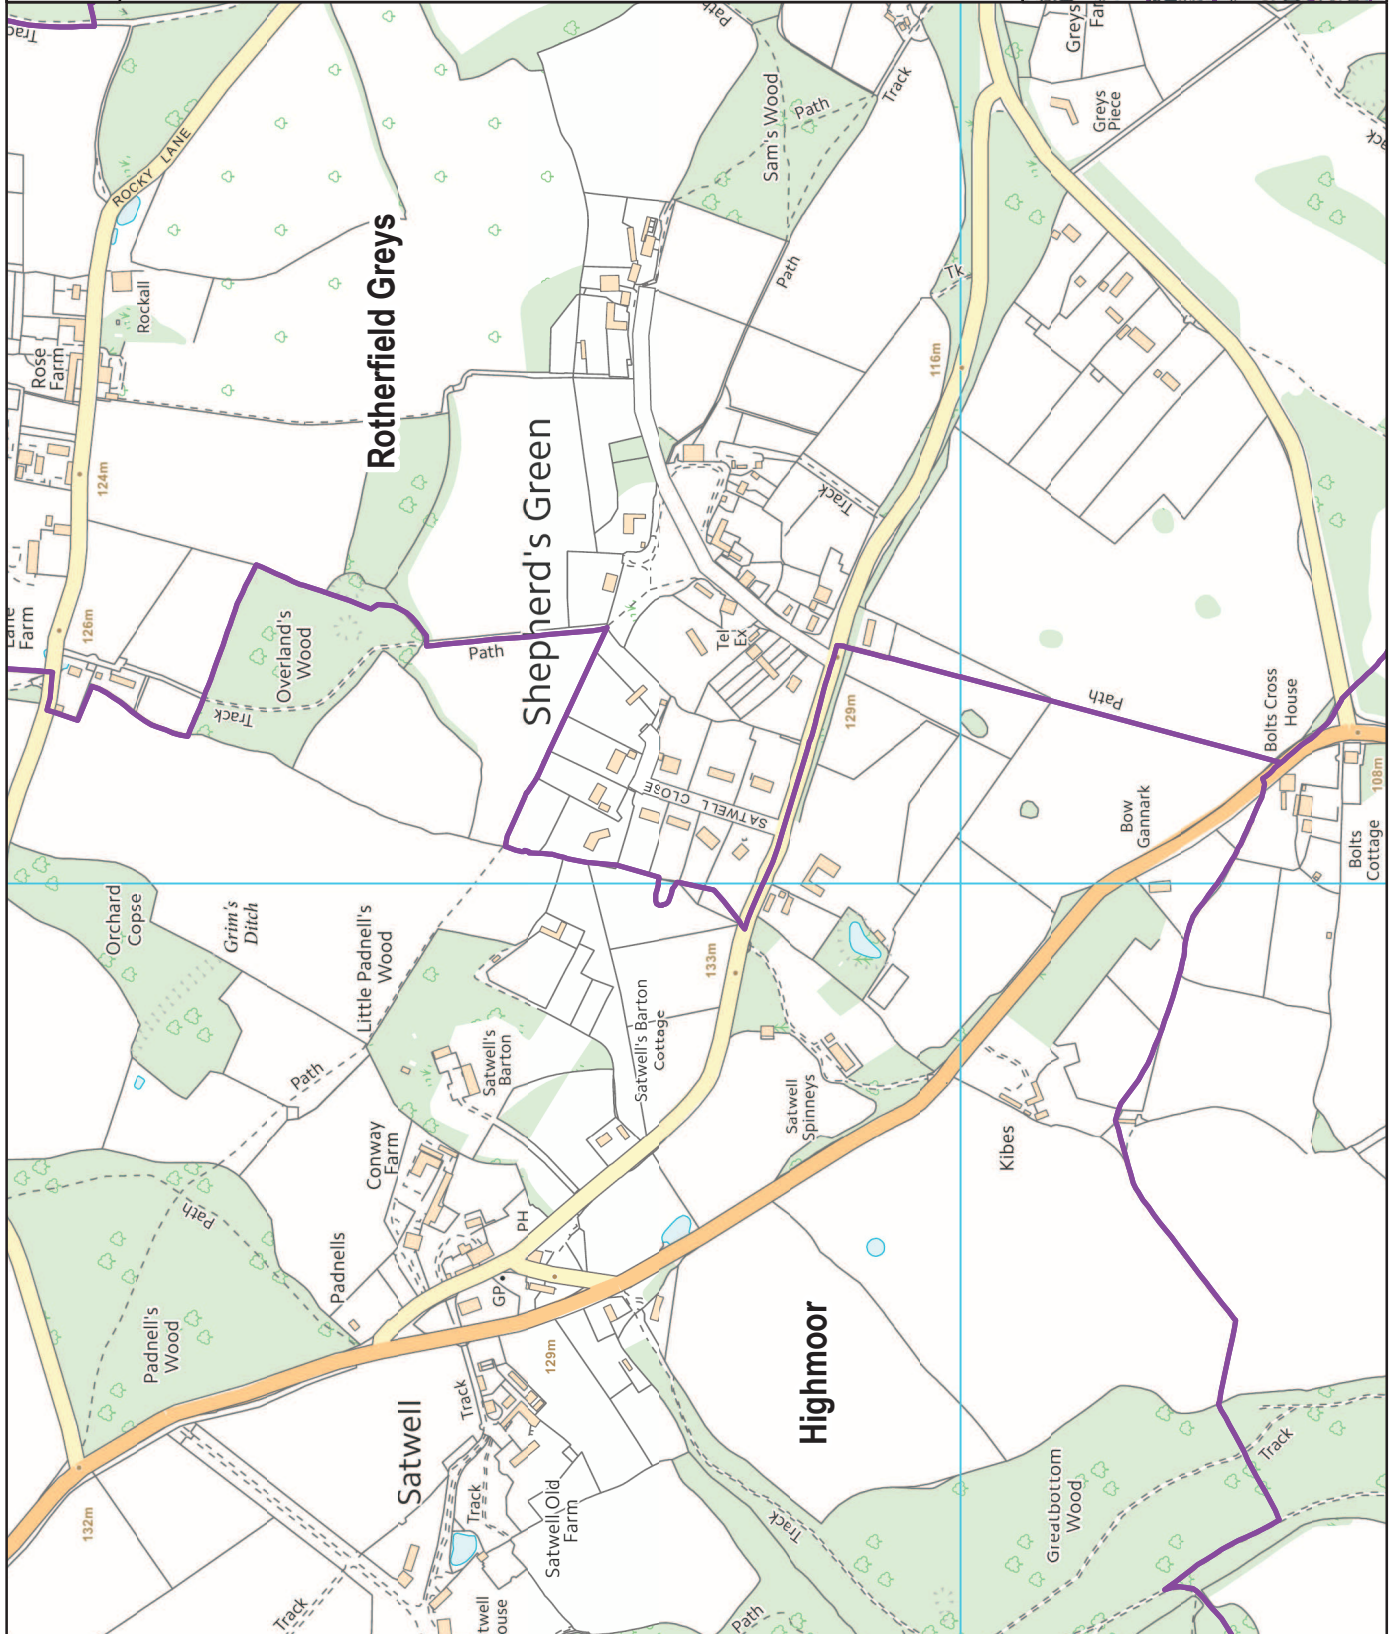 Track
Path
Greys
Track
Sam's Wood
Path
Greys
Piece
ROCKY LANE
Path
Tk
Rockall
Rose
Farm
Rotherfield Greys
116m
124m
Shepherd's Green
Track
Farm
126m
Overland's
Wood
Path
Track
Tel
Ex
129m
Path
Bolts Cross
House
SATWELL CLOSE
Bow
Gannark
108m
Bolts
Cottage
Orchard
Copse
Grim's
Ditch
Little Padnell's
Wood
133m
Satwell's Barton
Cottage
Satwell's
Barton
Path
Satwell
Spinneys
Kibes
Conway
Farm
Path
PH
Padnells
GP
Padnell's
Wood
129m
Highmoor
Track
Satwell
Track
Satwell Old
Farm
Track
Greatbottom
Wood
Track
132m
Track
Path